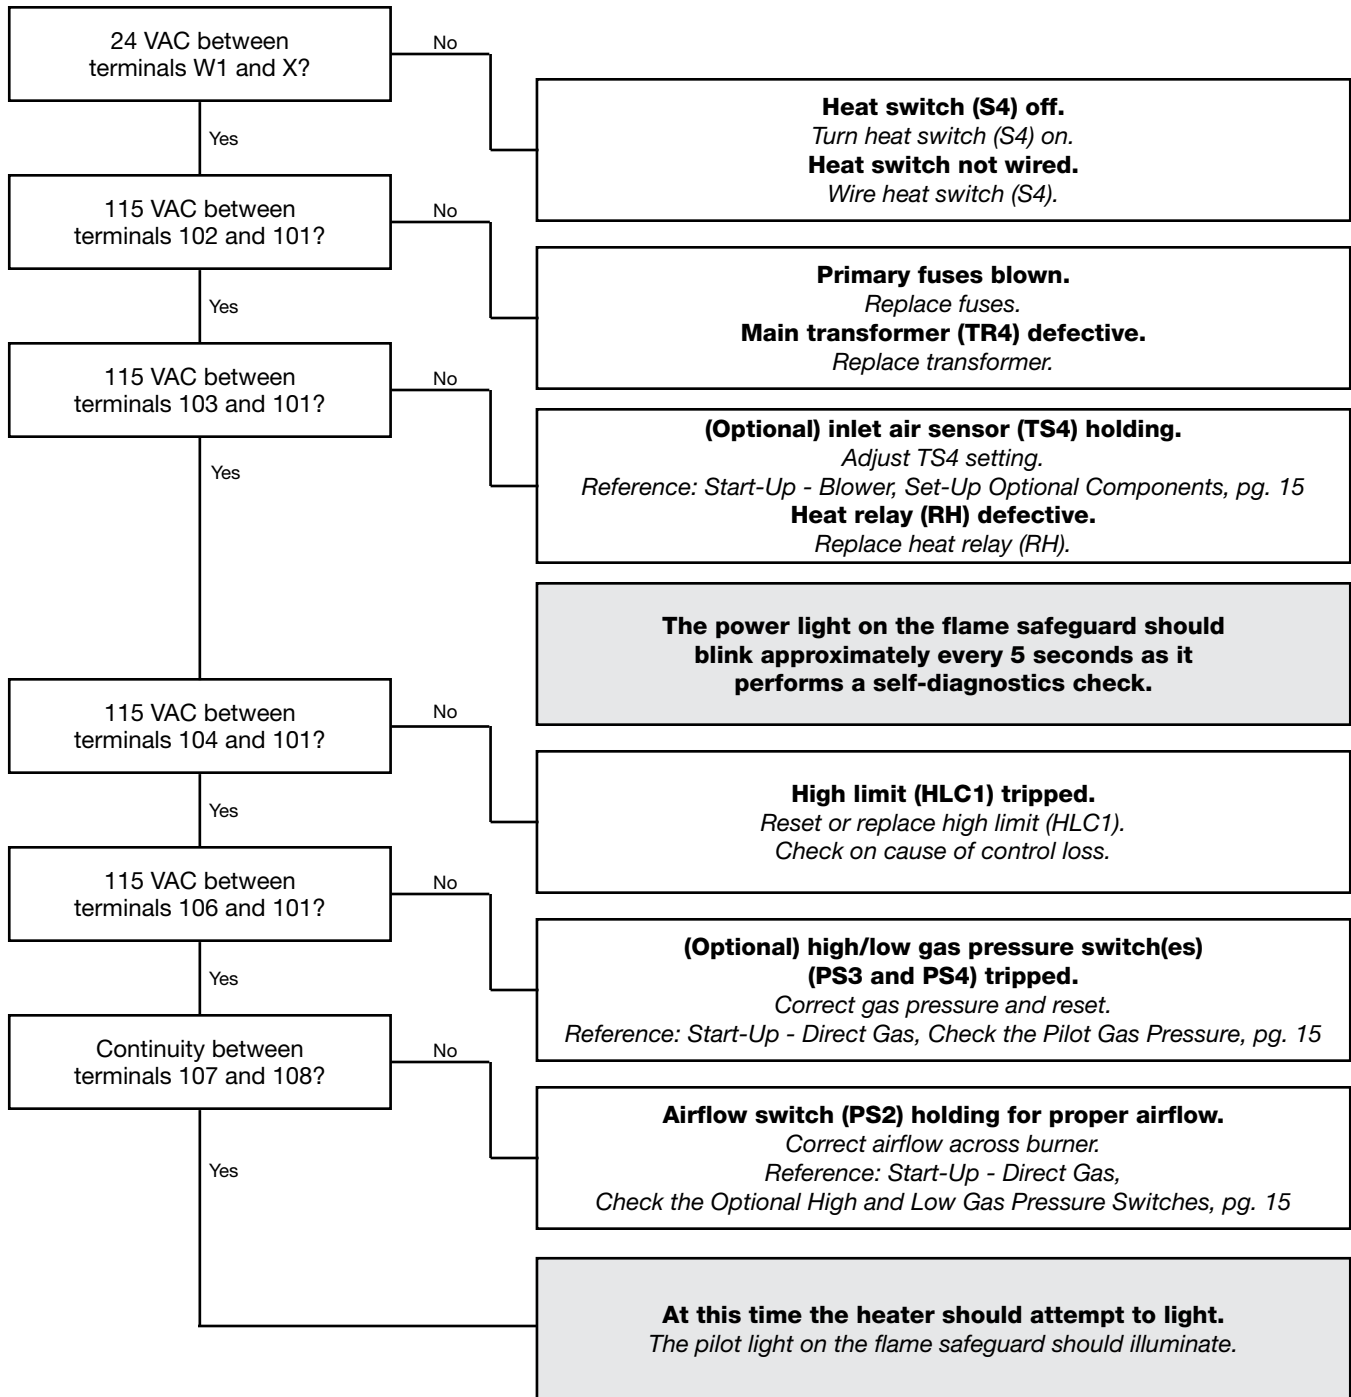 24 VAC between
terminals W1 and X?
No
Yes
Heat switch (S4) off.
Turn heat switch (S4) on.
Heat switch not wired.
Wire heat switch (S4).
115 VAC between
terminals 102 and 101?
No
Yes
Primary fuses blown.
Replace fuses.
Main transformer (TR4) defective.
Replace transformer.
115 VAC between
terminals 103 and 101?
No
Yes
(Optional) inlet air sensor (TS4) holding.
Adjust TS4 setting.
Reference: Start-Up - Blower, Set-Up Optional Components, pg. 15
Heat relay (RH) defective.
Replace heat relay (RH).
The power light on the flame safeguard should
blink approximately every 5 seconds as it
performs a self-diagnostics check.
115 VAC between
terminals 104 and 101?
No
Yes
High limit (HLC1) tripped.
Reset or replace high limit (HLC1).
Check on cause of control loss.
115 VAC between
terminals 106 and 101?
No
Yes
(Optional) high/low gas pressure switch(es)
(PS3 and PS4) tripped.
Correct gas pressure and reset.
Reference: Start-Up - Direct Gas, Check the Pilot Gas Pressure, pg. 15
Continuity between
terminals 107 and 108?
No
Yes
Airflow switch (PS2) holding for proper airflow.
Correct airflow across burner.
Reference: Start-Up - Direct Gas,
Check the Optional High and Low Gas Pressure Switches, pg. 15
At this time the heater should attempt to light.
The pilot light on the flame safeguard should illuminate.